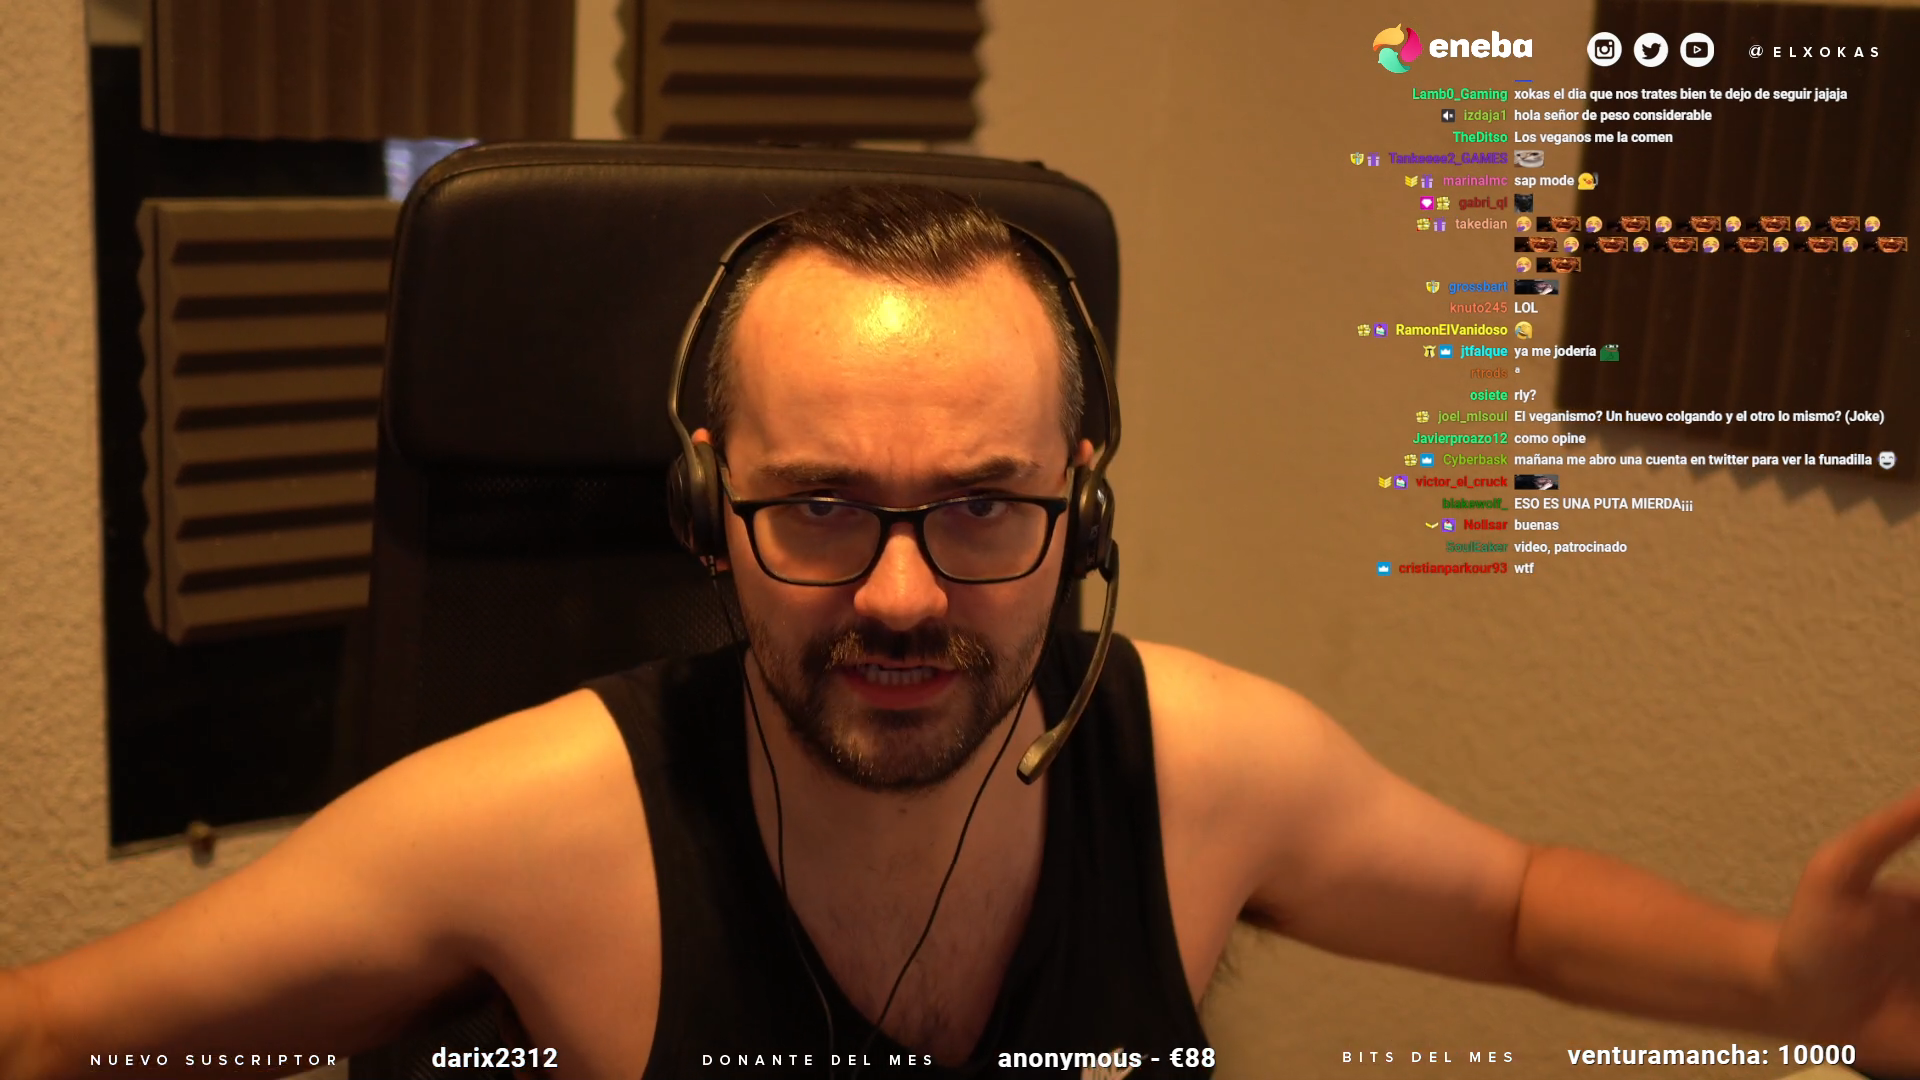 eneba
@ELXOKAS
Lamb0_Gaming xokas el dia que nos trates bien te dejo de seguir jajaja
izdaja1 hola señor de peso considerable
TheDitso Los veganos me la comen
Tankeeee2_GAMES
marinalmc sap mode
gabri_ql
takedian
grossbart
knuto245 LOL
RamonElVanidoso
jtfalque ya me jodería
rtrods ª
osiete rly?
joel_mlsoul El veganismo? Un huevo colgando y el otro lo mismo? (Joke)
Javierproazo12 como opine
Cyberbask mañana me abro una cuenta en twitter para ver la funadilla
victor_el_cruck
blakewolf_ ESO ES UNA PUTA MIERDA¡¡¡
Nolisar buenas
SoulEaker video, patrocinado
cristianparkour93 wtf
NUEVO SUSCRIPTOR darix2312 DONANTE DEL MES anonymous - €88 BITS DEL MES venturamancha: 10000